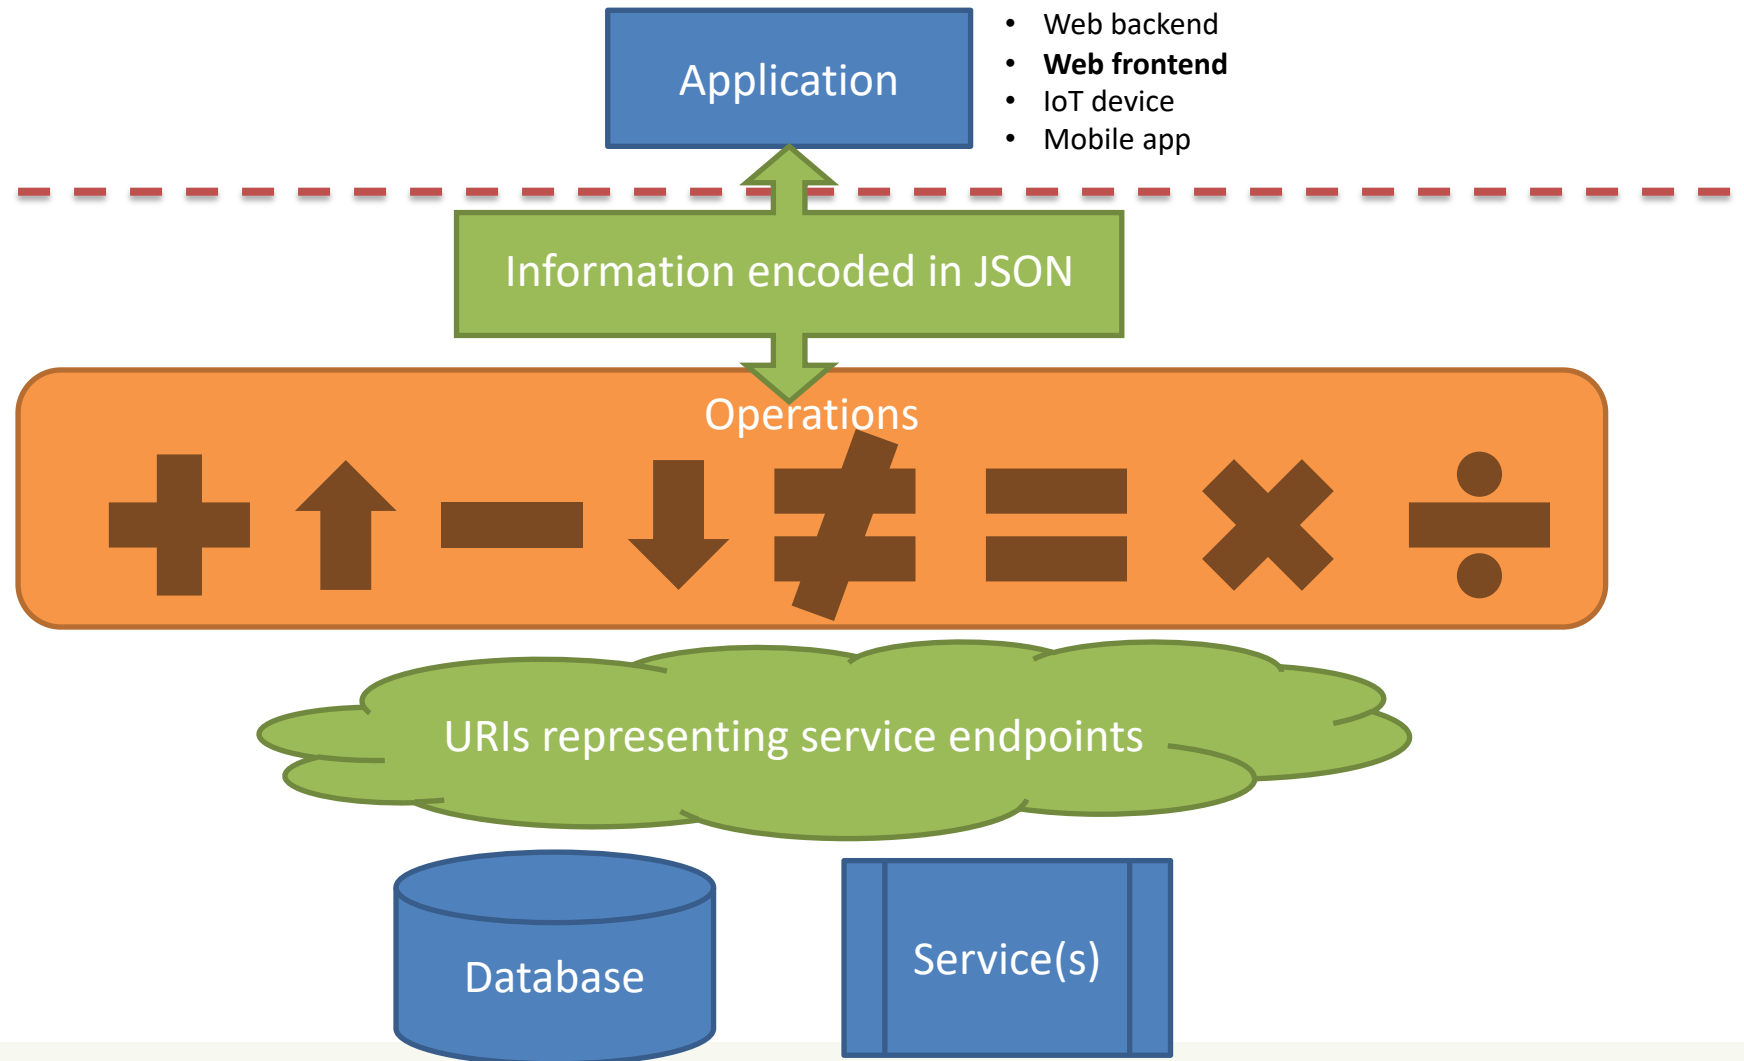 Application
• Web backend
• Web frontend
• IoT device
• Mobile app
Information encoded in JSON
Operations
URIs representing service endpoints
Database
Service(s)